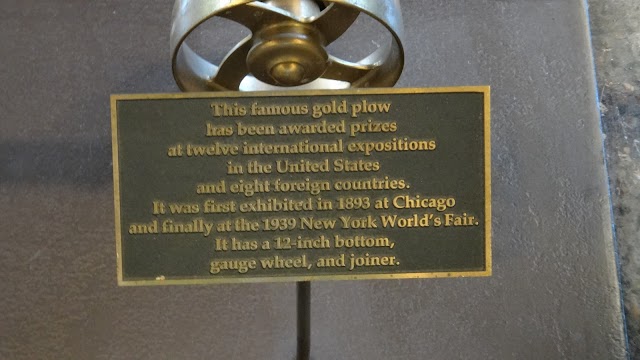 This famous gold plow
has been awarded prizes
at twelve international expositions
in the United States
and eight foreign countries.
It was first exhibited in 1893 at Chicago
and finally at the 1939 New York World's Fair.
It has a 12-inch bottom,
gauge wheel, and joiner.